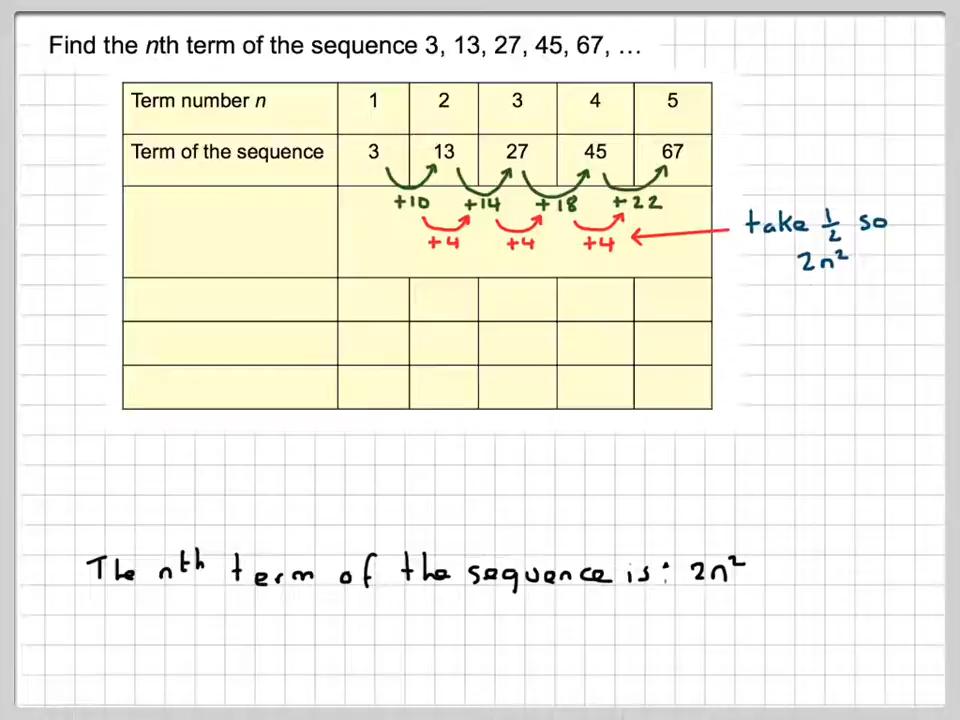 Find the nth term of the sequence 3, 13, 27, 45, 67, …
Term number n 1 2 3 4 5
Term of the sequence 3 13 27 45 67
+10 +14 +18 +22
+4 +4 +4
take 1/2 so
2n²
The nth term of the sequence is: 2n²